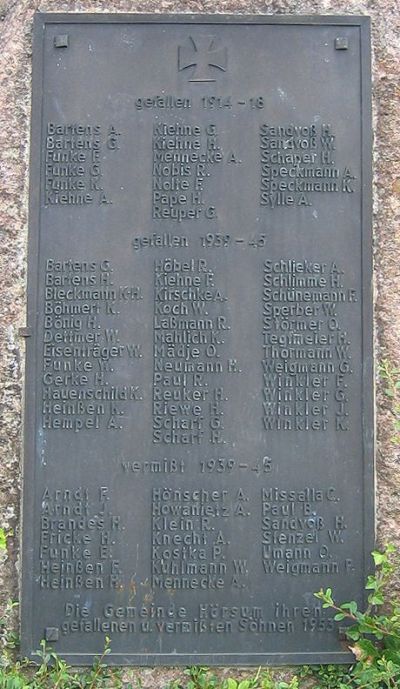 gefallen 1914-18
Bartens A. Kiehne G. Sandvoß H.
Bartens G. Kiehne H. Sandvoß W.
Funke F. Mennecke A. Schaper H.
Funke G. Nobis R. Speckmann A.
Funke K. Nolte F. Speckmann K.
Kiehne A. Pape H. Sylle A.
Reuper G.
gefallen 1939-45
Bartens G. Höbel R. Schlieker A.
Bartens H. Kiehne F. Schlimme H.
Bleckmann K-H. Kirschke A. Schünemann F.
Böhmert K. Koch W. Sperber W.
Bönig H. Laßmann R. Störmer O.
Dettmer W. Mählich K. Tegtmeier H.
Eisenträger W. Mädje O. Thormann W.
Funke W. Neumann H. Weigmann G.
Gerke H. Paul R. Winkler F.
Hauenschild K. Reuker H. Winkler G.
Heinßen K. Riewe H. Winkler J.
Hempel A. Scharf G. Winkler K.
Scharf H.
vermißt 1939-45
Arndt F. Hönscher A. Missalla C.
Arndt J. Howanietz A. Paul B.
Brandes H. Klein R. Sandvoß H.
Fricke H. Knecht A. Stenzel W.
Funke E. Kostka P. Umann O.
Heinßen F. Kuhlmann W. Weigmann F.
Heinßen H. Mennecke A.
Die Gemeinde Hörsum ihren
gefallenen u. vermißten Söhnen 1955